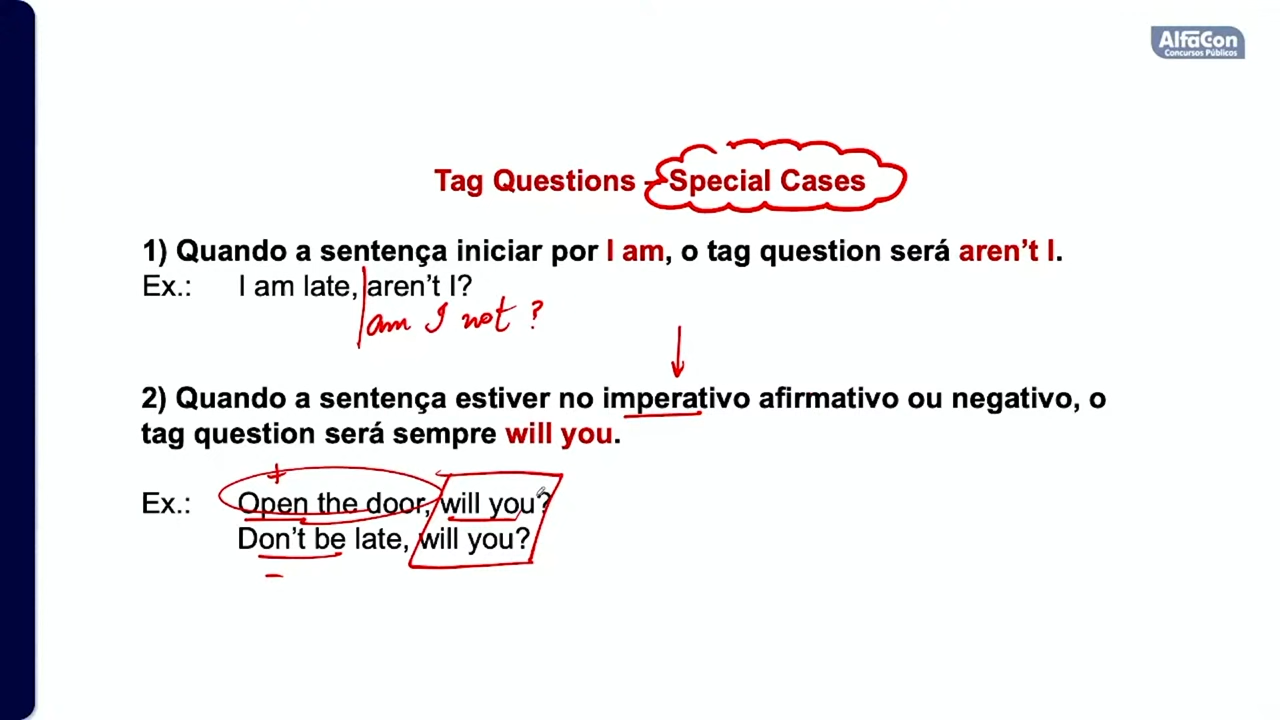 AlfaCon
Concursos Públicos
Tag Questions - Special Cases
1) Quando a sentença iniciar por I am, o tag question será aren’t I.
Ex.: I am late, aren’t I?
am I not ?
2) Quando a sentença estiver no imperativo afirmativo ou negativo, o
tag question será sempre will you.
+
Ex.: Open the door, will you?
Don’t be late, will you?
-